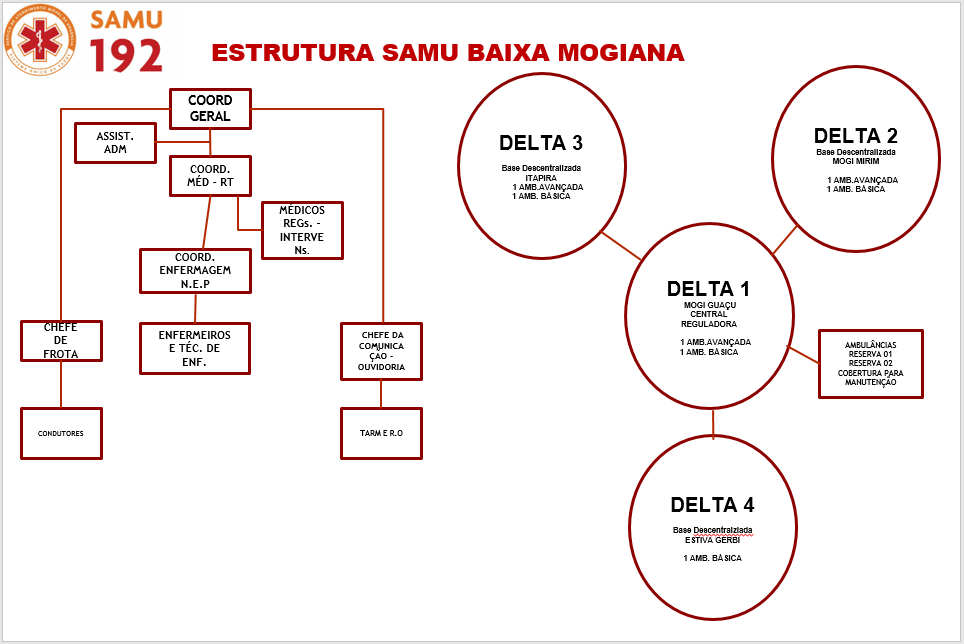 SAMU
192
ESTRUTURA SAMU BAIXA MOGIANA
COORD
GERAL
ASSIST.
ADM
COORD.
MÉD – RT
MÉDICOS
REGs. –
INTERVE
Ns.
COORD.
ENFERMAGEM
N.E.P
CHEFE
DE
FROTA
ENFERMEIROS
E TÉC. DE
ENF.
CHEFE DA
COMUNICA
ÇAO –
OUVIDORIA
CONDUTORES
TARM E R.O
DELTA 3
Base Descentralizada
ITAPIRA
1 AMB.AVANÇADA
1 AMB. BÁSICA
DELTA 2
Base Descentralizada
MOGI MIRIM
1 AMB.AVANÇADA
1 AMB. BÁSICA
DELTA 1
MOGI GUAÇU
CENTRAL
REGULADORA
1 AMB.AVANÇADA
1 AMB. BÁSICA
AMBULÂNCIAS
RESERVA 01
RESERVA 02
COBERTURA PARA
MANUTENÇÃO
DELTA 4
Base Descentralziada
ESTIVA GERBI
1 AMB. BÁSICA